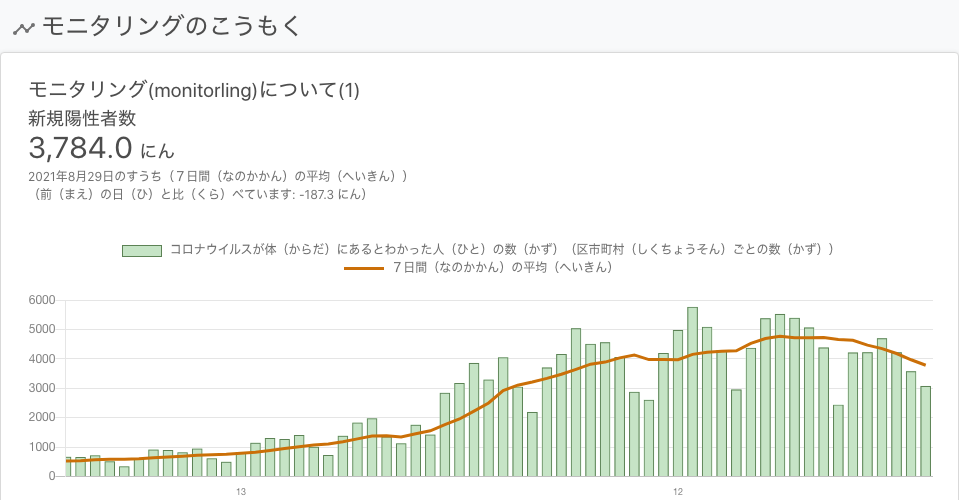 モニタリングのこうもく
モニタリング(monitorling)について(1)
新規陽性者数
3,784.0 にん
2021年8月29日のすうち（７日間（なのかかん）の平均（へいきん））
（前（まえ）の日（ひ）と比（くら）べています: -187.3 にん）
コロナウイルスが体（からだ）にあるとわかった人（ひと）の数（かず）（区市町村（しくちょうそん）ごとの数（かず））
７日間（なのかかん）の平均（へいきん）
6000
5000
4000
3000
2000
1000
0
13 12